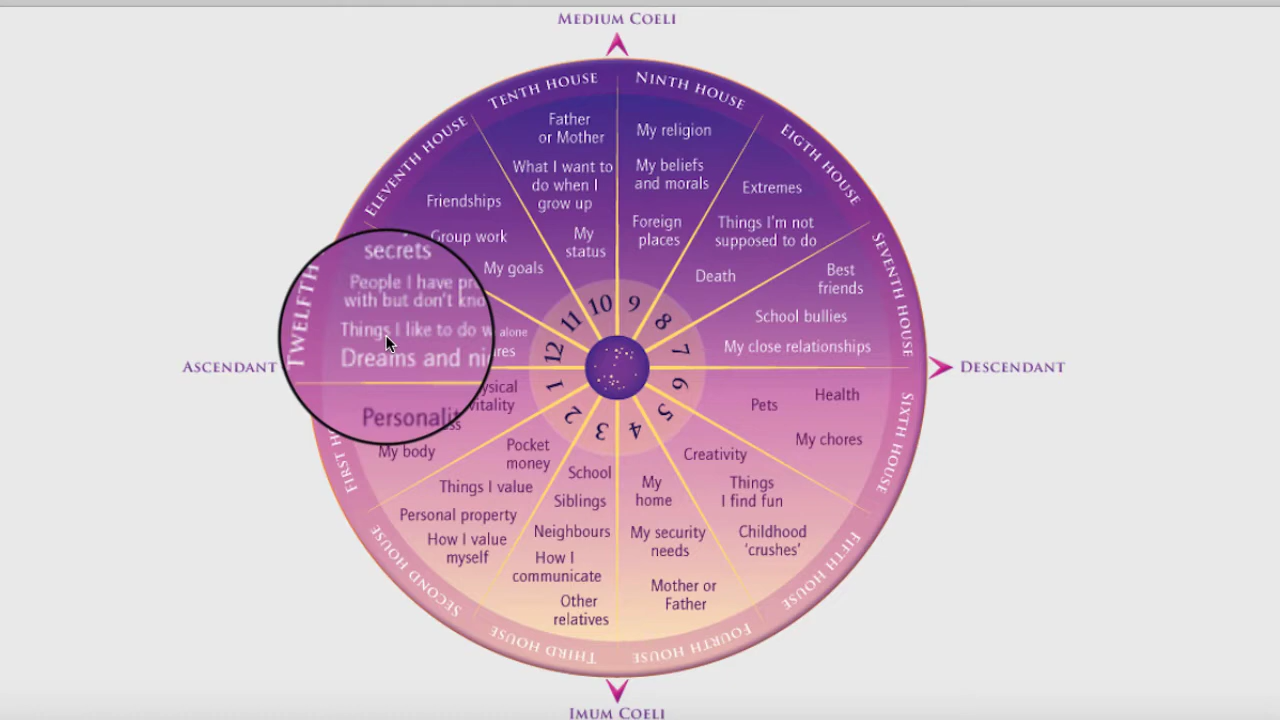 MEDIUM COELI
TENTH HOUSE
NINTH HOUSE
ELEVENTH HOUSE
EIGTH HOUSE
TWELFTH
SEVENTH HOUSE
ASCENDANT
DESCENDANT
FIRST
SIXTH HOUSE
SECOND HOUSE
FIFTH HOUSE
THIRD HOUSE
FOURTH HOUSE
IMUM COELI
Father
or Mother
What I want to
do when I
grow up
My
status
My religion
My beliefs
and morals
Foreign
places
Extremes
Things I'm not
supposed to do
Death
Best
friends
School bullies
My close relationships
Friendships
Group work
My goals
secrets
People I have
with but don't
Things I like to do
alone
Dreams and
vitality
My body
Pocket
money
Things I value
Personal property
How I value
myself
School
Siblings
Neighbours
How I
communicate
Other
relatives
My
home
My security
needs
Mother or
Father
Creativity
Things
I find fun
Childhood
'crushes'
Pets
Health
My chores
10
9
11
8
12
7
1
6
2
5
3
4